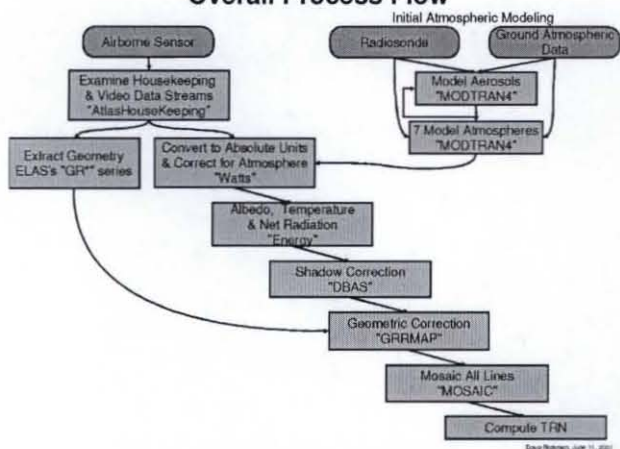 Overall Process Flow
Initial Atmospheric Modeling
Airborne Sensor
Radiosonde
Ground Atmospheric
Data
Examine Housekeeping
& Video Data Streams
"AtlasHouseKeeping"
Model Aerosols
"MODTRAN4"
7 Model Atmospheres
"MODTRAN4"
Extract Geometry
ELAS's "GR*" series
Convert to Absolute Units
& Correct for Atmosphere
"Watts"
Albedo, Temperature
& Net Radiation
"Energy"
Shadow Correction
"DBAS"
Geometric Correction
"GRRMAP"
Mosaic All Lines
"MOSAIC"
Compute TRN